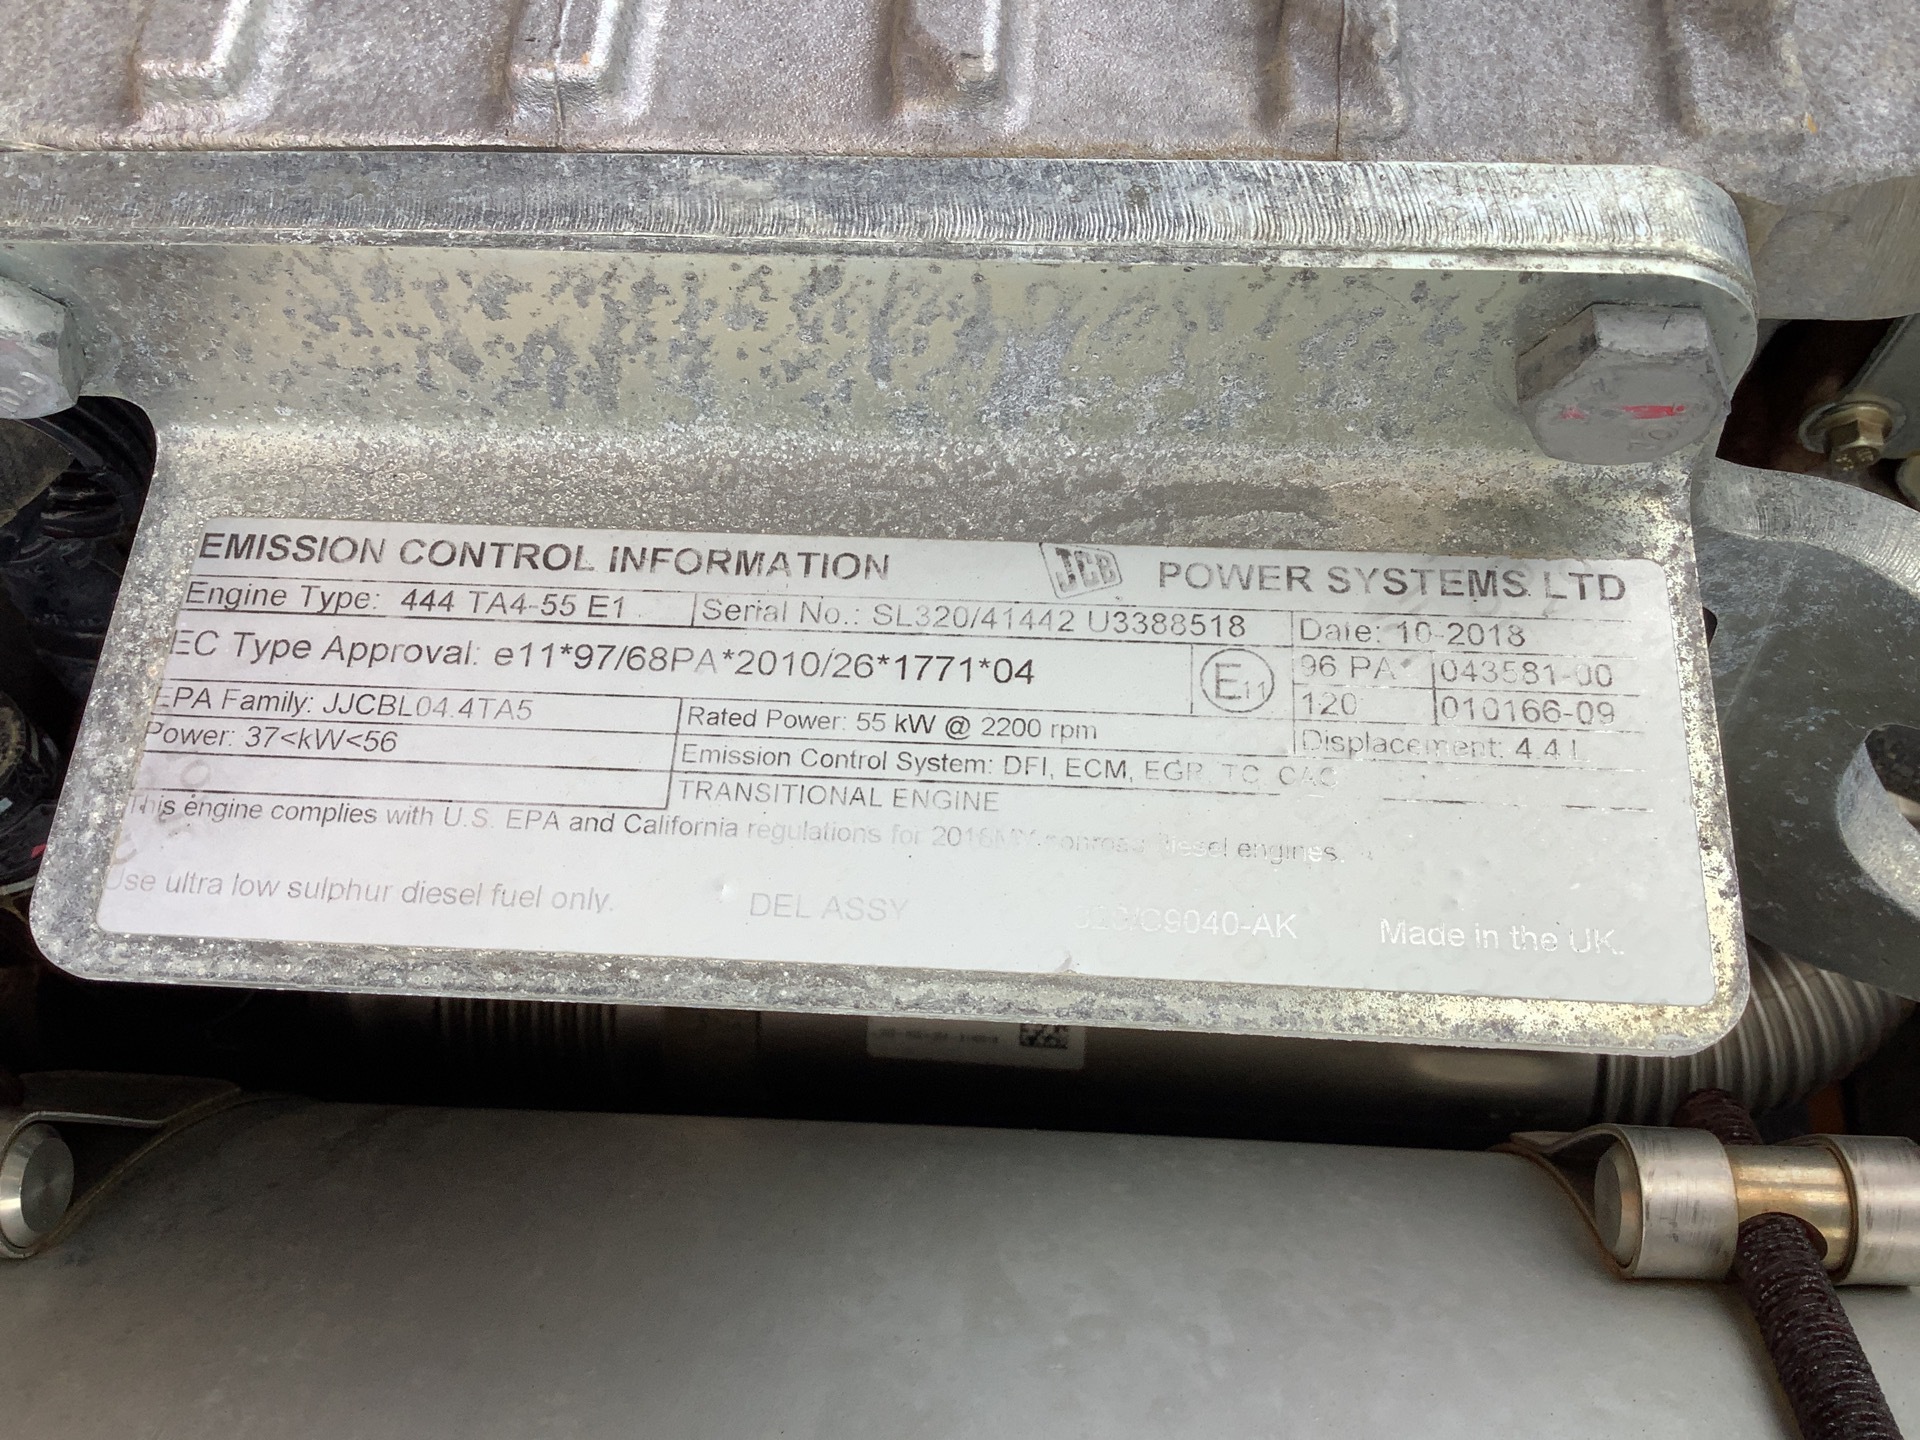 EMISSION CONTROL INFORMATION JCB POWER SYSTEMS LTD
Engine Type: 444 TA4-55 E1 Serial No.: SL320/41442 U3388518 Date: 10-2018
EC Type Approval: e11*97/68PA*2010/26*1771*04 E11 96 PA 043581-00
120 010166-09
EPA Family: JJCBL04.4TA5 Rated Power: 55 kW @ 2200 rpm Displacement: 4.4 L
Power: 37<kW<56 Emission Control System: DFI, ECM, EGR, TC, CAC
TRANSITIONAL ENGINE
This engine complies with U.S. EPA and California regulations for diesel engines.
Use ultra low sulphur diesel fuel only. DEL ASSY Made in the UK.